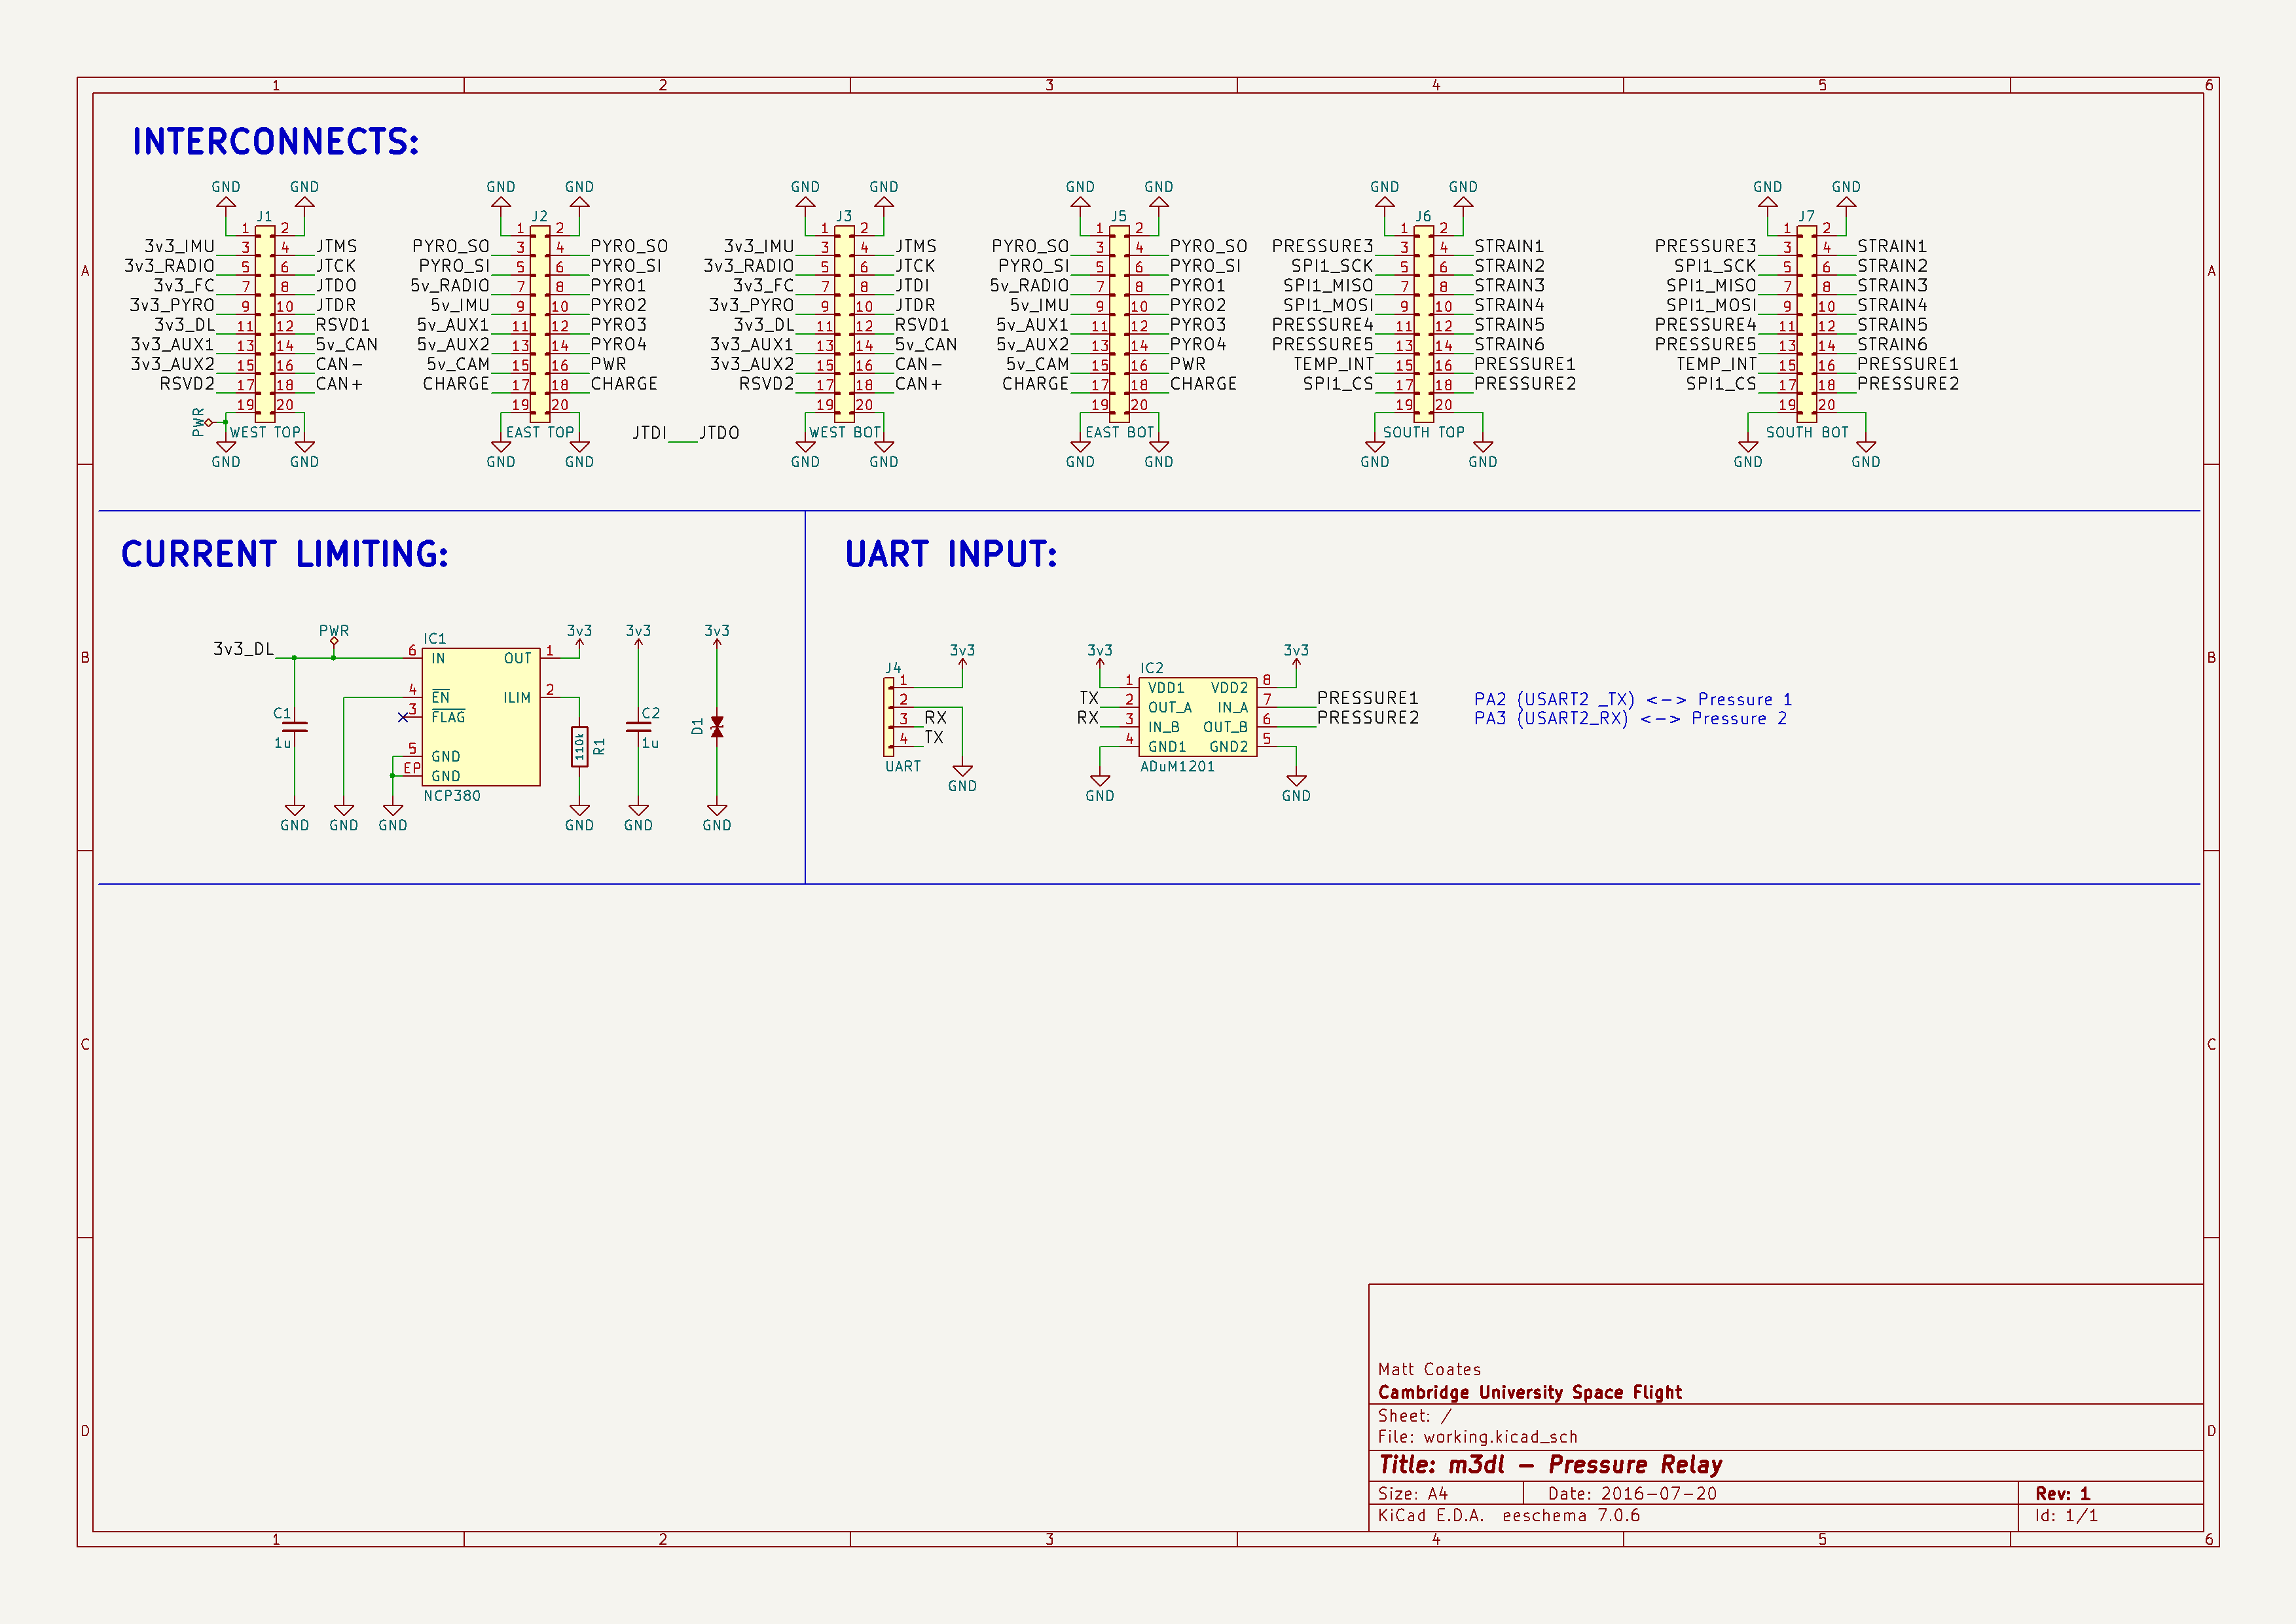 1 2 3 4 5 6
INTERCONNECTS:
GND GND GND GND GND GND GND GND GND GND GND GND
J1 J2 J3 J5 J6 J7
1 2 1 2 1 2 1 2 1 2 1 2
3v3_IMU 3 4 JTMS PYRO_SO 3 4 PYRO_SO 3v3_IMU 3 4 JTMS PYRO_SO 3 4 PYRO_SO PRESSURE3 3 4 STRAIN1 PRESSURE3 3 4 STRAIN1
A 3v3_RADIO 5 6 JTCK PYRO_SI 5 6 PYRO_SI 3v3_RADIO 5 6 JTCK PYRO_SI 5 6 PYRO_SI SPI1_SCK 5 6 STRAIN2 SPI1_SCK 5 6 STRAIN2 A
3v3_FC 7 8 JTDO 5v_RADIO 7 8 PYRO1 3v3_FC 7 8 JTDI 5v_RADIO 7 8 PYRO1 SPI1_MISO 7 8 STRAIN3 SPI1_MISO 7 8 STRAIN3
3v3_PYRO 9 10 JTDR 5v_IMU 9 10 PYRO2 3v3_PYRO 9 10 JTDR 5v_IMU 9 10 PYRO2 SPI1_MOSI 9 10 STRAIN4 SPI1_MOSI 9 10 STRAIN4
3v3_DL 11 12 RSVD1 5v_AUX1 11 12 PYRO3 3v3_DL 11 12 RSVD1 5v_AUX1 11 12 PYRO3 PRESSURE4 11 12 STRAIN5 PRESSURE4 11 12 STRAIN5
3v3_AUX1 13 14 5v_CAN 5v_AUX2 13 14 PYRO4 3v3_AUX1 13 14 5v_CAN 5v_AUX2 13 14 PYRO4 PRESSURE5 13 14 STRAIN6 PRESSURE5 13 14 STRAIN6
3v3_AUX2 15 16 CAN- 5v_CAM 15 16 PWR 3v3_AUX2 15 16 CAN- 5v_CAM 15 16 PWR TEMP_INT 15 16 PRESSURE1 TEMP_INT 15 16 PRESSURE1
RSVD2 17 18 CAN+ CHARGE 17 18 CHARGE RSVD2 17 18 CAN+ CHARGE 17 18 CHARGE SPI1_CS 17 18 PRESSURE2 SPI1_CS 17 18 PRESSURE2
19 20 19 20 19 20 19 20 19 20 19 20
PWR WEST TOP EAST TOP JTDI JTDO WEST BOT EAST BOT SOUTH TOP SOUTH BOT
GND GND GND GND GND GND GND GND GND GND GND GND
CURRENT LIMITING:
UART INPUT:
PWR IC1 3v3 3v3 3v3
3v3_DL 6 IN OUT 1
4 EN ILIM 2
3 FLAG
C1 1u
5 GND
EP GND
NCP380
110k R1
C2 1u
D1
GND GND GND GND GND GND
B B
J4 3v3 3v3 IC2 3v3
1 1 VDD1 VDD2 8
2 TX 2 OUT_A IN_A 7 PRESSURE1
3 RX RX 3 IN_B OUT_B 6 PRESSURE2
4 TX 4 GND1 GND2 5
UART ADuM1201
GND GND GND
PA2 (USART2 _TX) <-> Pressure 1
PA3 (USART2_RX) <-> Pressure 2
C C
D D
Matt Coates
Cambridge University Space Flight
Sheet: /
File: working.kicad_sch
Title: m3dl - Pressure Relay
Size: A4 Date: 2016-07-20 Rev: 1
KiCad E.D.A. eeschema 7.0.6 Id: 1/1
1 2 3 4 5 6